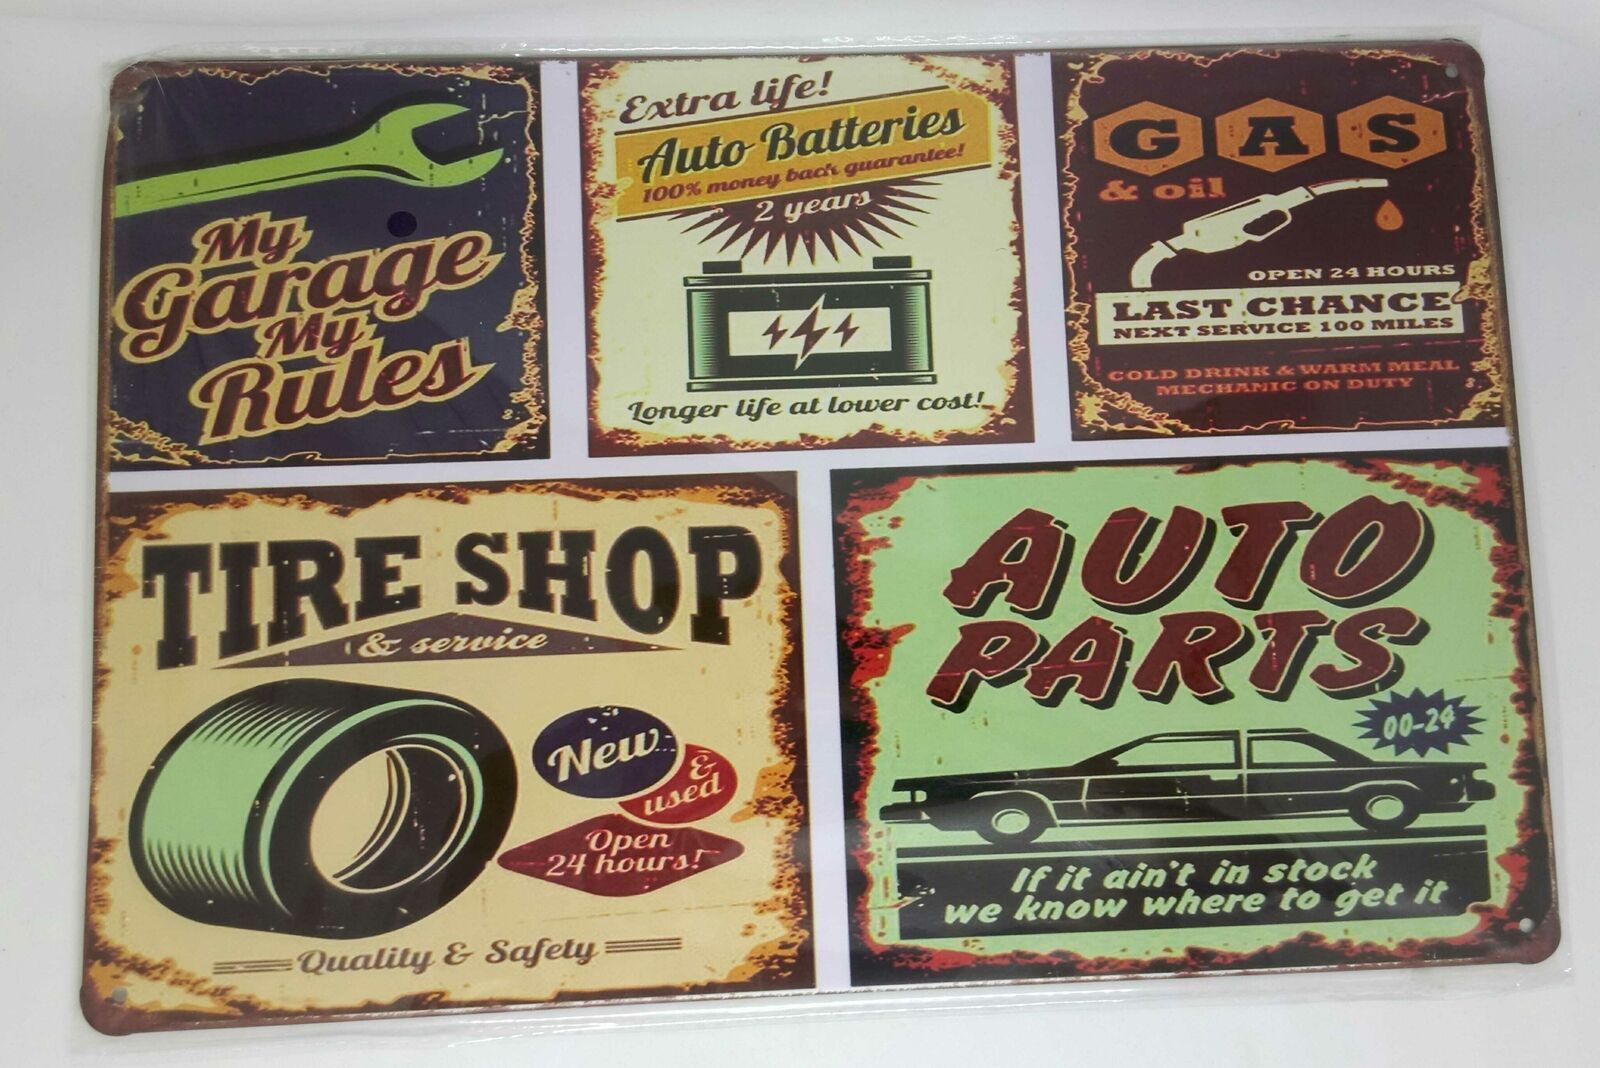 My
Garage
My
Rules
Extra life!
Auto Batteries
100% money back guarantee!
2 years
Longer life at lower cost!
GAS
& oil
OPEN 24 HOURS
LAST CHANCE
NEXT SERVICE 100 MILES
COLD DRINK & WARM MEAL
MECHANIC ON DUTY
TIRE SHOP
& service
New
& used
Open
24 hours!
Quality & Safety
AUTO
PARTS
00-24
If it ain't in stock
we know where to get it